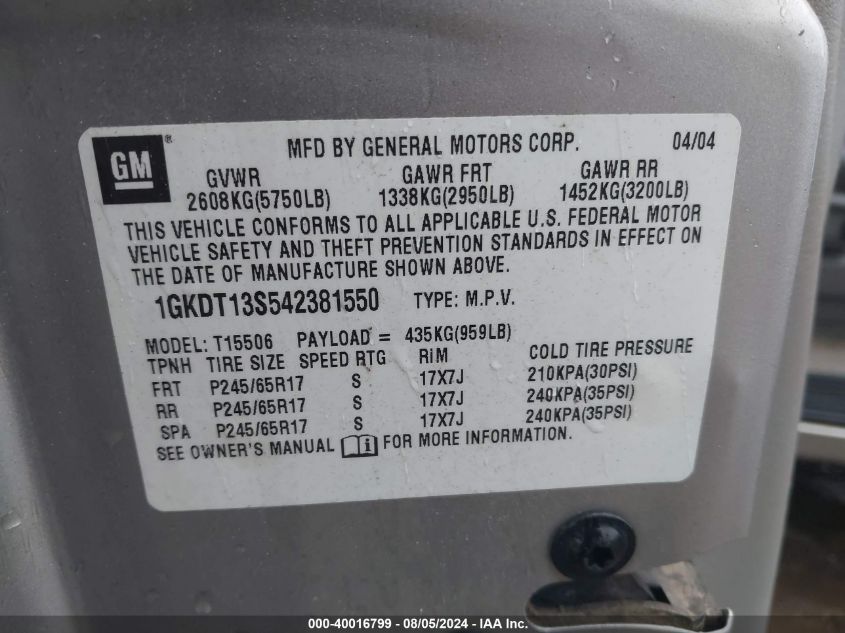 GM ® MFD BY GENERAL MOTORS CORP. 04/04
GVWR GAWR FRT GAWR RR
2608KG(5750LB) 1338KG(2950LB) 1452KG(3200LB)
THIS VEHICLE CONFORMS TO ALL APPLICABLE U.S. FEDERAL MOTOR
VEHICLE SAFETY AND THEFT PREVENTION STANDARDS IN EFFECT ON
THE DATE OF MANUFACTURE SHOWN ABOVE.
1GKDT13S542381550 TYPE: M.P.V.
MODEL: T15506 PAYLOAD = 435KG(959LB)
TPNH TIRE SIZE SPEED RTG RIM COLD TIRE PRESSURE
FRT P245/65R17 S 17X7J 210KPA(30PSI)
RR P245/65R17 S 17X7J 240KPA(35PSI)
SPA P245/65R17 S 17X7J 240KPA(35PSI)
SEE OWNER'S MANUAL i FOR MORE INFORMATION.
000-40016799 - 08/05/2024 - IAA Inc.